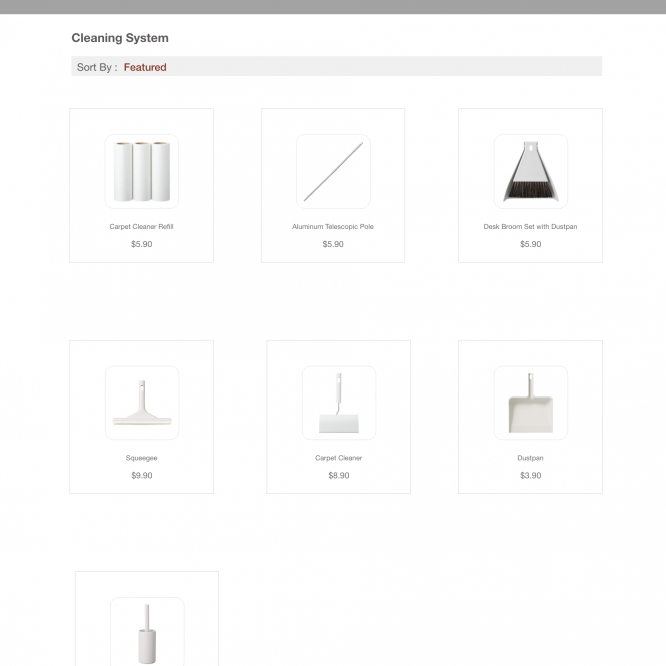 Cleaning System
Sort By : Featured
Carpet Cleaner Refill
$5.90
Aluminum Telescopic Pole
$5.90
Desk Broom Set with Dustpan
$5.90
Squeegee
$9.90
Carpet Cleaner
$8.90
Dustpan
$3.90